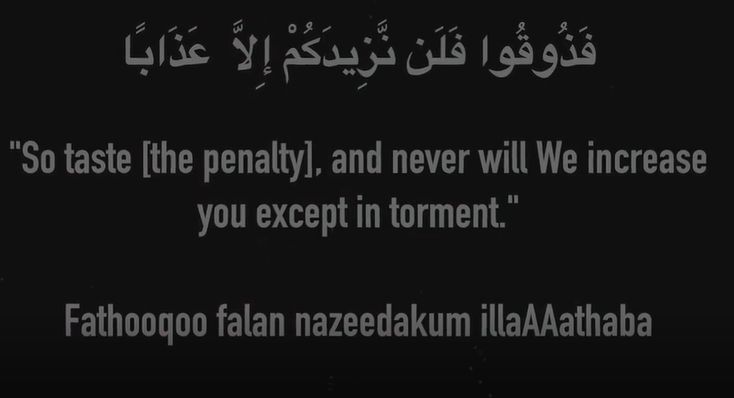 فَذُوقُوا فَلَن نَّزِيدَكُمْ إِلاَّ عَذَابًا
"So taste [the penalty], and never will We increase
you except in torment."
Fathooqoo falan nazeedakum illaAAathaba